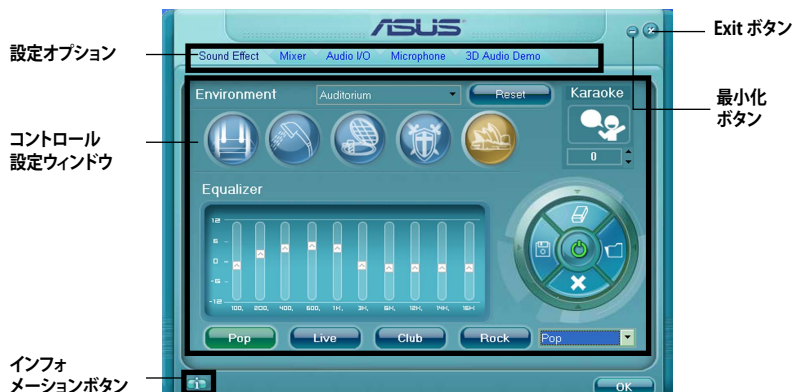 ASUS
Exit ボタン
設定オプション
Sound Effect Mixer Audio I/O Microphone 3D Audio Demo
最小化
ボタン
Environment Auditorium Reset Karaoke
コントロール
設定ウィンドウ
0
Equalizer
12
6
0
-6
-12
100, 200, 400, 600, 1K, 3K, 6K, 12K, 14K, 16K
Pop Live Club Rock Pop
インフォ
メーションボタン
i
OK